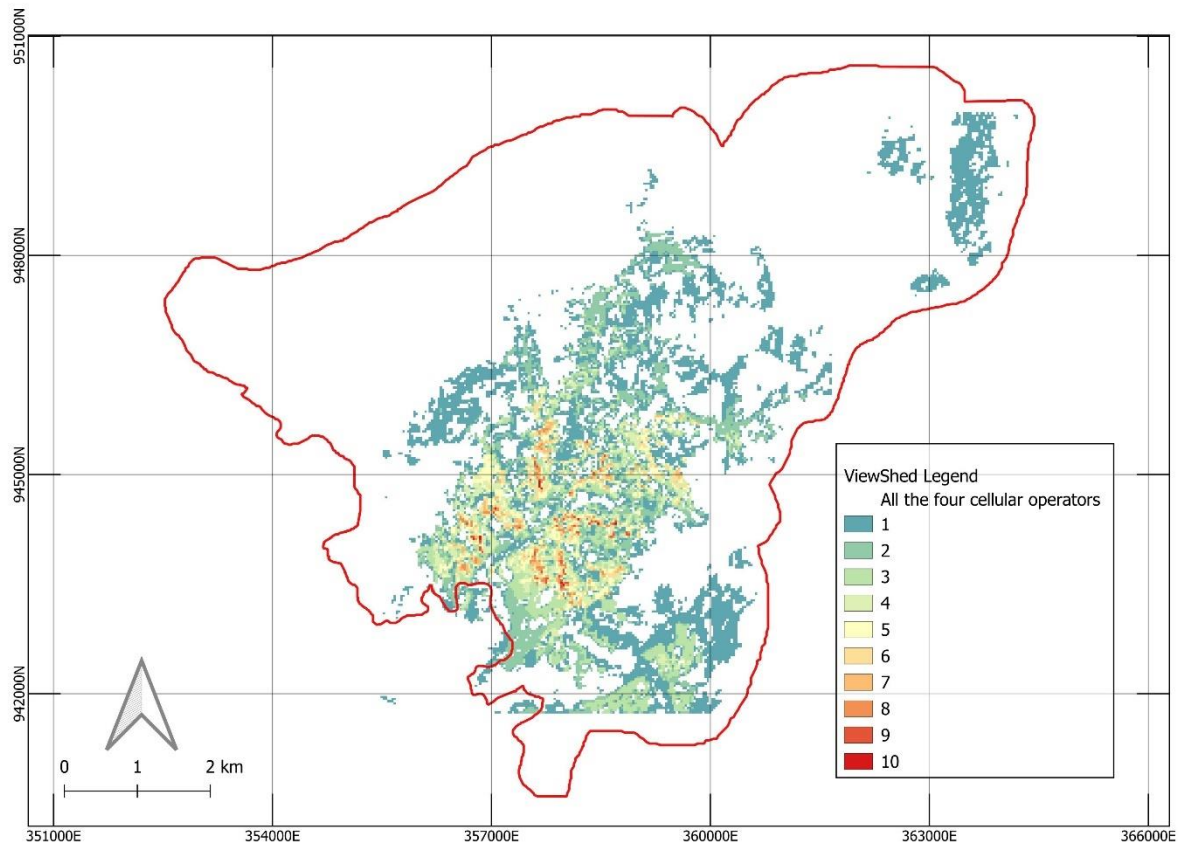 951000N
948000N
945000N
942000N
ViewShed Legend
All the four cellular operators
1
2
3
4
5
6
7
8
9
10
0 1 2 km
351000E 354000E 357000E 360000E 363000E 366000E